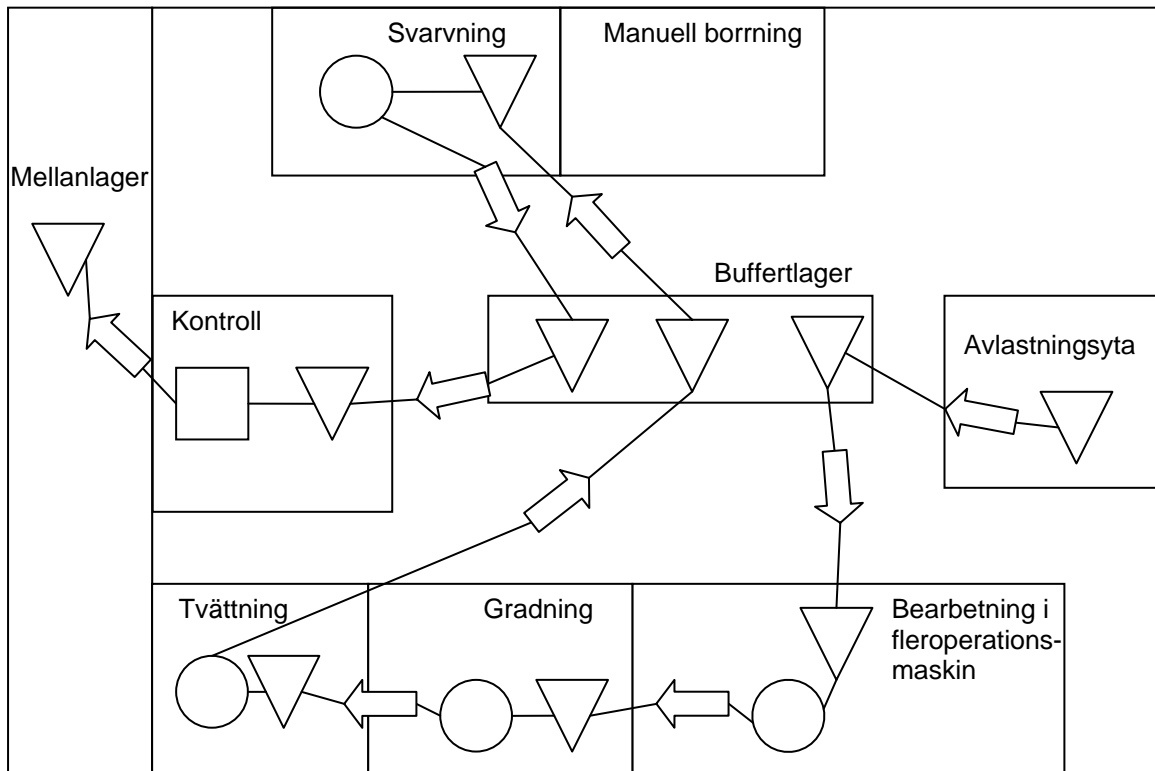 Svarvning
Manuell borrning
Mellanlager
Buffertlager
Kontroll
Avlastningsyta
Tvättning
Gradning
Bearbetning i
fleroperations-
maskin